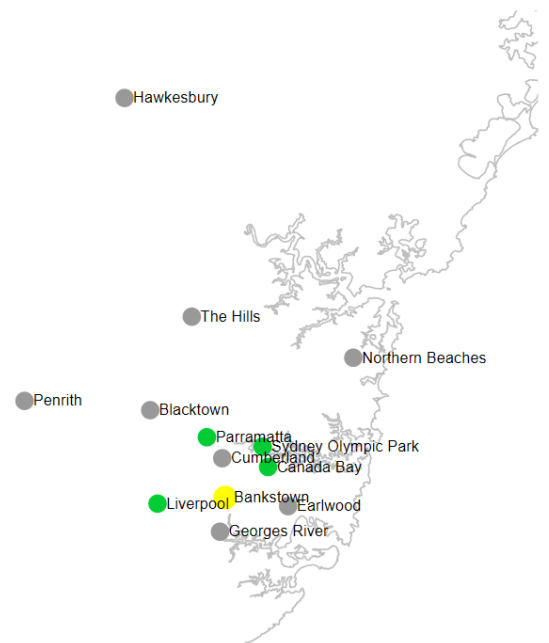 Hawkesbury
The Hills
Northern Beaches
Penrith
Blacktown
Parramatta
Sydney Olympic Park
Cumberland
Canada Bay
Bankstown
Liverpool
Earlwood
Georges River